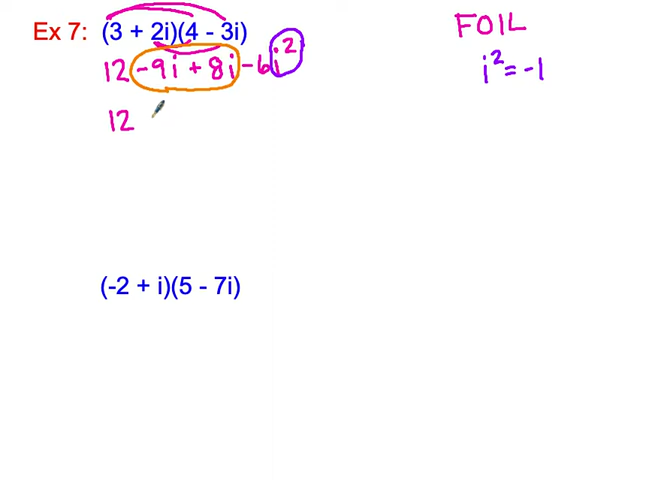 Ex 7: (3 + 2i)(4 - 3i)
FOIL
12 - 9i + 8i - 6i²
i² = -1
12
(-2 + i)(5 - 7i)